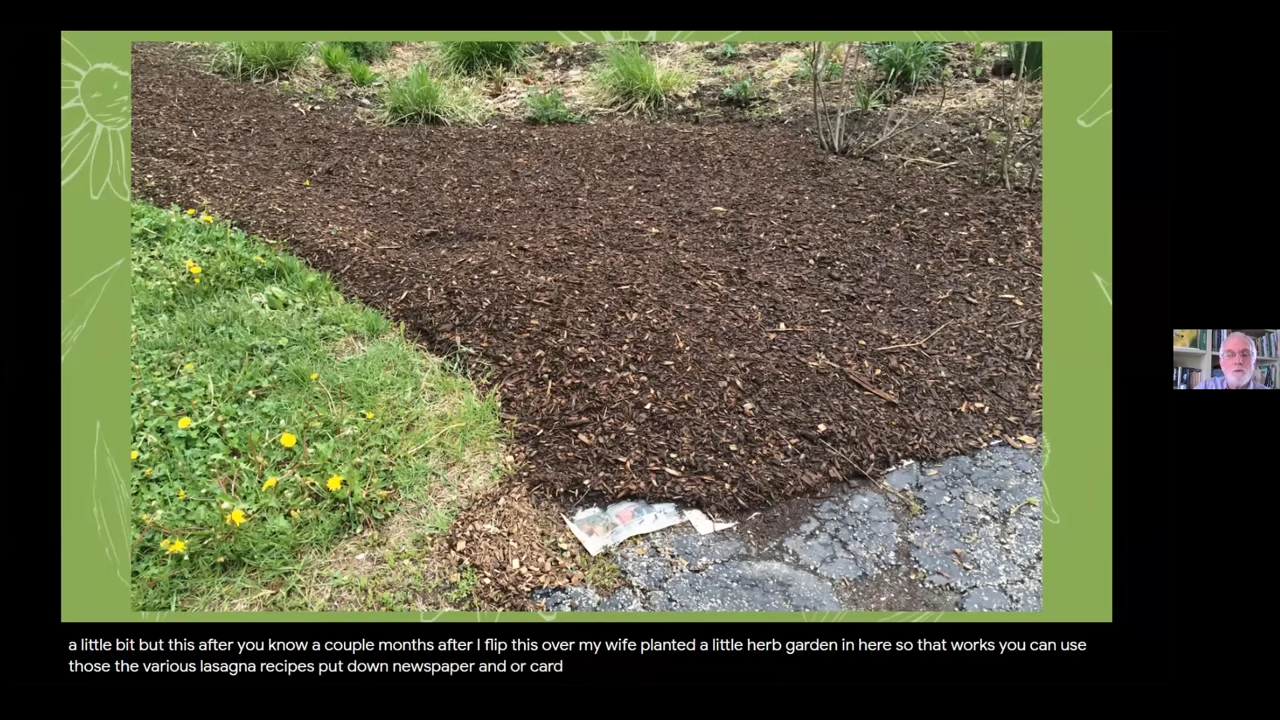 a little bit but this after you know a couple months after I flip this over my wife planted a little herb garden in here so that works you can use
those the various lasagna recipes put down newspaper and or card